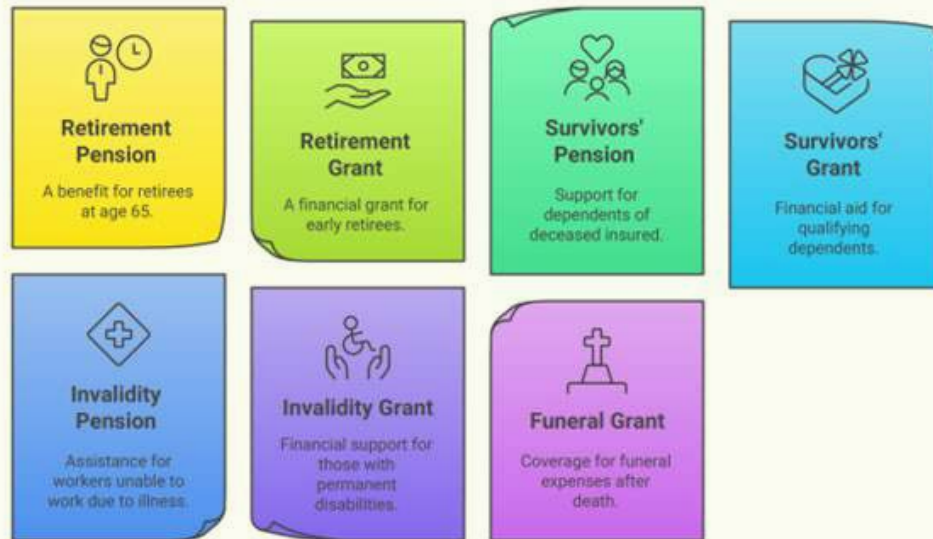 Retirement
Pension
A benefit for retirees
at age 65.
Retirement
Grant
A financial grant for
early retirees.
Survivors'
Pension
Support for
dependents of
deceased insured.
Survivors'
Grant
Financial aid for
qualifying
dependents.
Invalidity
Pension
Assistance for
workers unable to
work due to illness.
Invalidity Grant
Financial support for
those with
permanent
disabilities.
Funeral Grant
Coverage for funeral
expenses after
death.